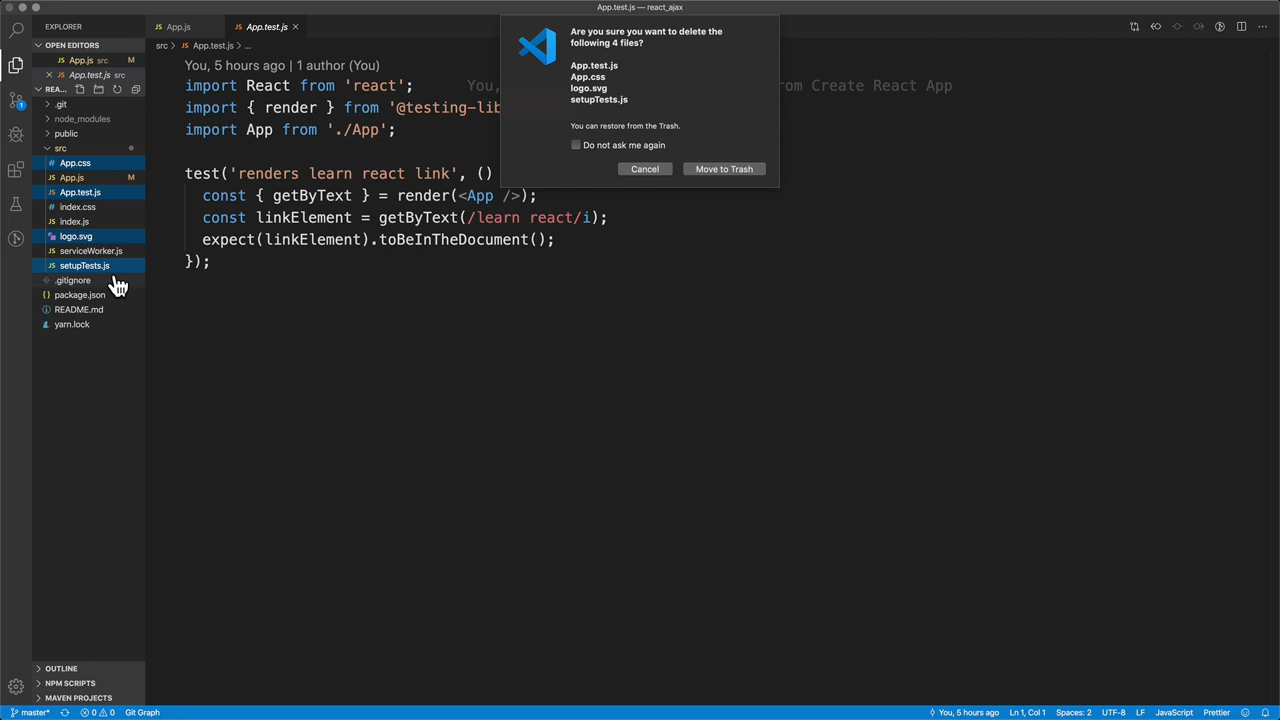 App.test.js — react_ajax
EXPLORER
OPEN EDITORS
App.js src M
App.test.js src
REA...
.git
node_modules
public
src
App.css
App.js M
App.test.js
index.css
index.js
logo.svg
serviceWorker.js
setupTests.js
.gitignore
package.json
README.md
yarn.lock
OUTLINE
NPM SCRIPTS
MAVEN PROJECTS
App.js
App.test.js
src > JS App.test.js > ...
You, 5 hours ago | 1 author (You)
import React from 'react'; You, from Create React App
import { render } from '@testing-lib
import App from './App';
test('renders learn react link', ()
const { getByText } = render(<App />);
const linkElement = getByText(/learn react/i);
expect(linkElement).toBeInTheDocument();
});
Are you sure you want to delete the
following 4 files?
App.test.js
App.css
logo.svg
setupTests.js
You can restore from the Trash.
Do not ask me again
Cancel
Move to Trash
master* 0 0 Git Graph You, 5 hours ago Ln 1, Col 1 Spaces: 2 UTF-8 LF JavaScript Prettier